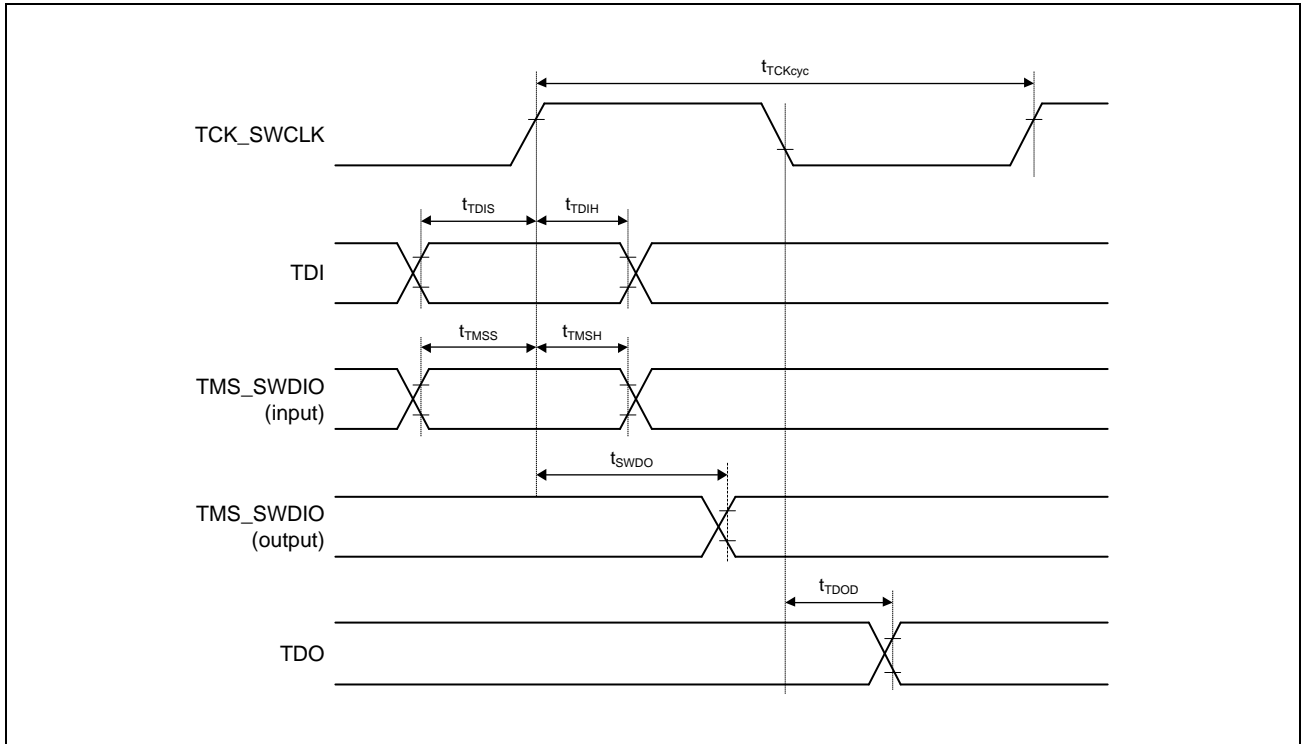 tTCKcyc
TCK_SWCLK
tTDIS
tTDIH
TDI
tTMSS
tTMSH
TMS_SWDIO
(input)
tSWDO
TMS_SWDIO
(output)
tTDOD
TDO